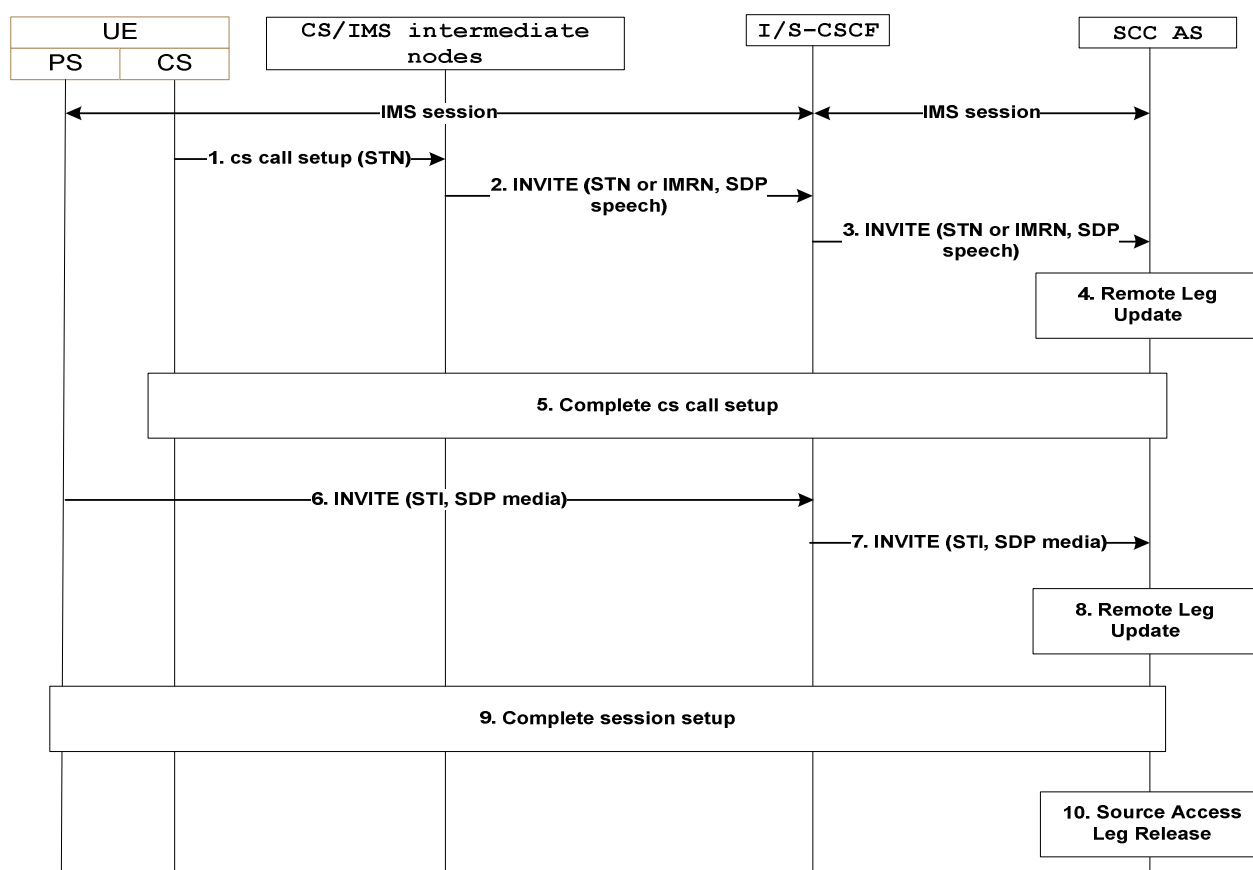 UE
PS CS
CS/IMS intermediate
nodes
I/S-CSCF
SCC AS
IMS session
IMS session
1. cs call setup (STN)
2. INVITE (STN or IMRN, SDP
speech)
3. INVITE (STN or IMRN, SDP
speech)
4. Remote Leg
Update
5. Complete cs call setup
6. INVITE (STI, SDP media)
7. INVITE (STI, SDP media)
8. Remote Leg
Update
9. Complete session setup
10. Source Access
Leg Release